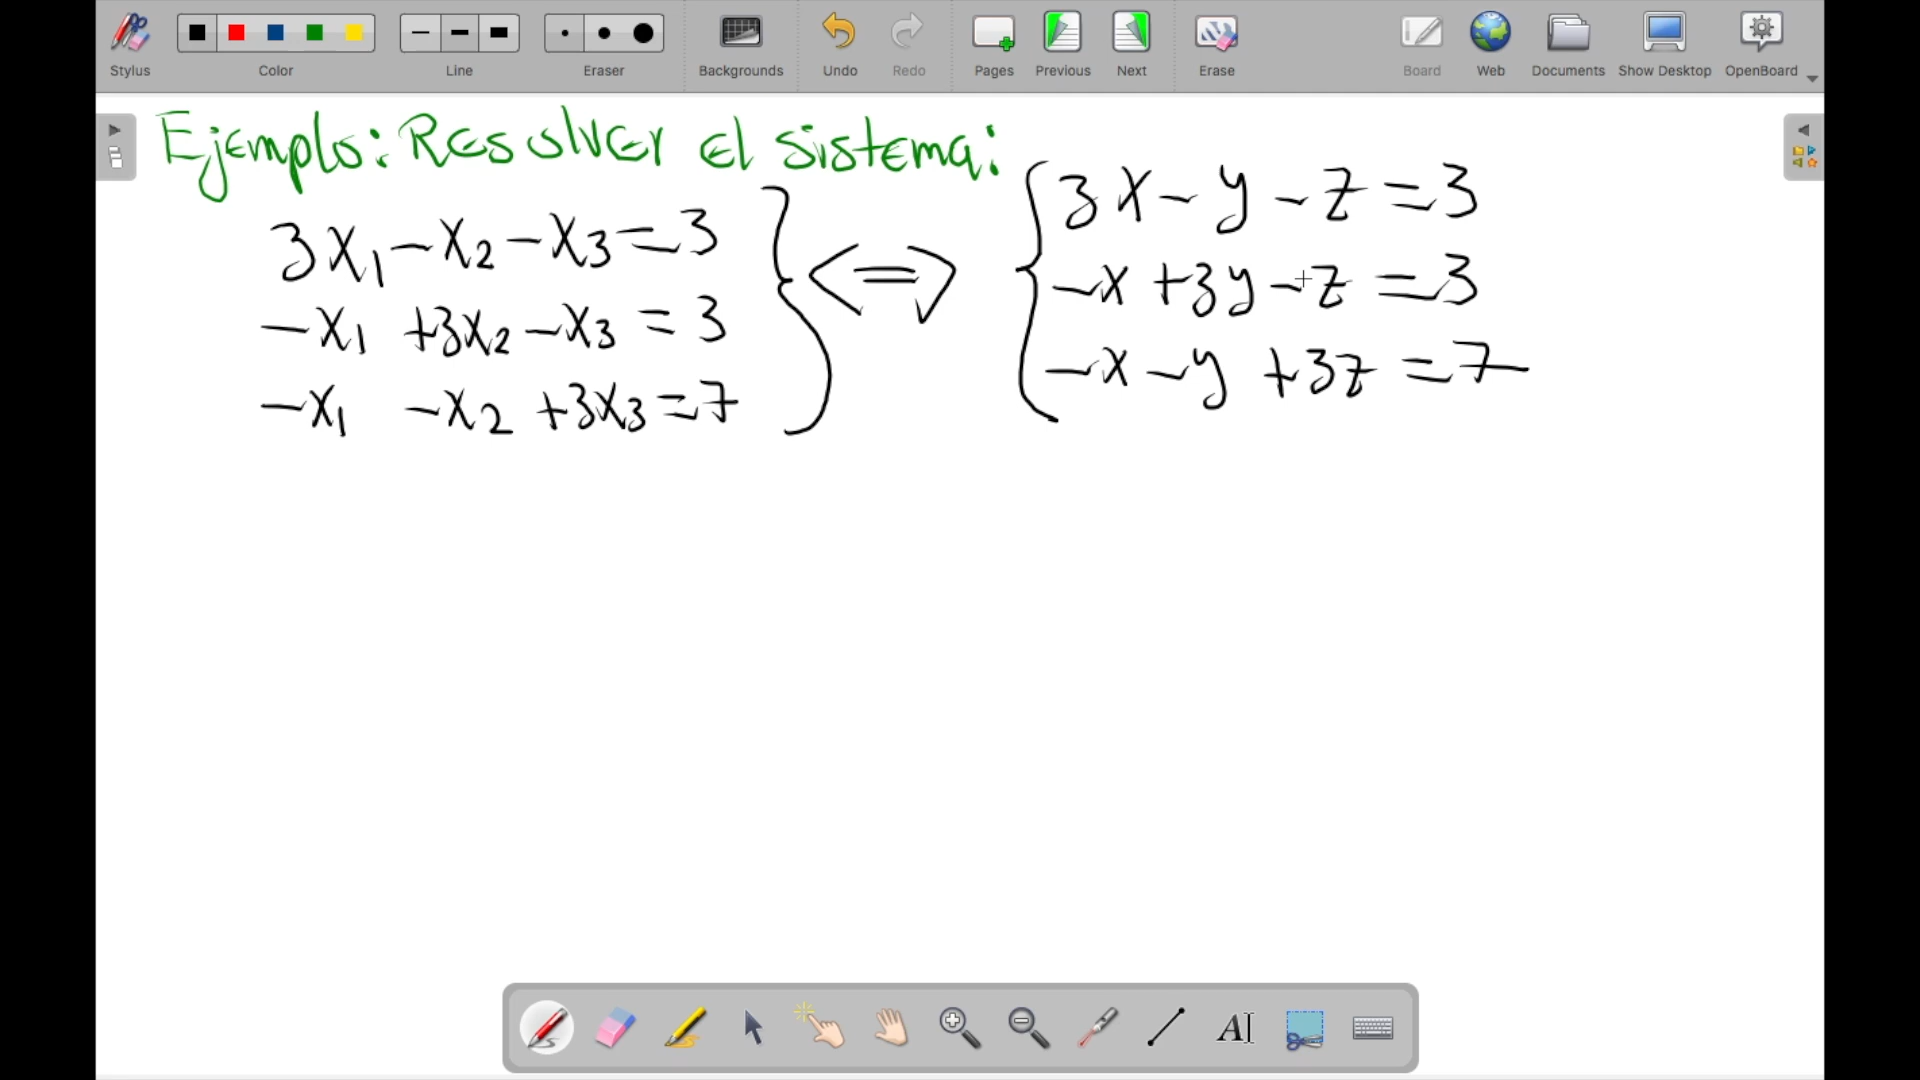 Stylus Color Line Eraser Backgrounds Undo Redo Pages Previous Next Erase Board Web Documents Show Desktop OpenBoard
Ejemplo: Resolver el sistema:
3x₁ - x₂ - x₃ = 3
-x₁ + 3x₂ - x₃ = 3
-x₁ - x₂ + 3x₃ = 7
<=>
3x - y - z = 3
-x + 3y - z = 3
-x - y + 3z = 7
AI